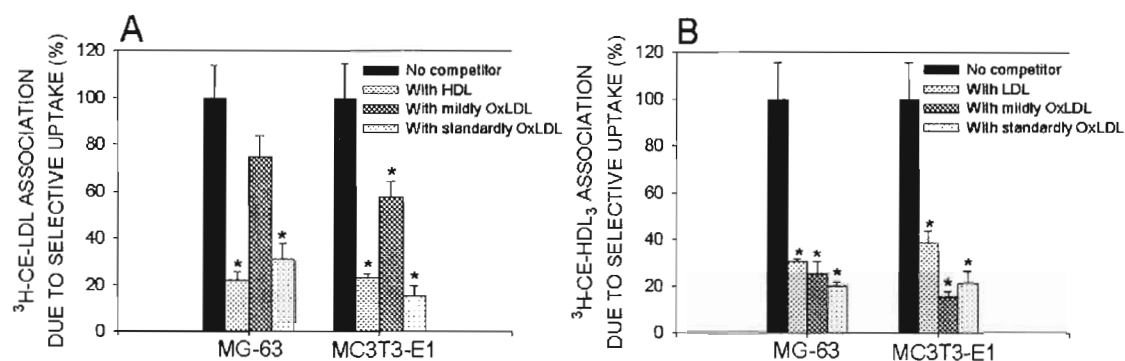 A
³H-CE-LDL ASSOCIATION
DUE TO SELECTIVE UPTAKE (%)
120
100
80
60
40
20
0
No competitor
With HDL
With mildly OxLDL
With standardly OxLDL
*
*
*
*
*
MG-63
MC3T3-E1
B
³H-CE-HDL₃ ASSOCIATION
DUE TO SELECTIVE UPTAKE (%)
120
100
80
60
40
20
0
No competitor
With LDL
With mildly OxLDL
With standardly OxLDL
* * *
*
*
*
MG-63
MC3T3-E1